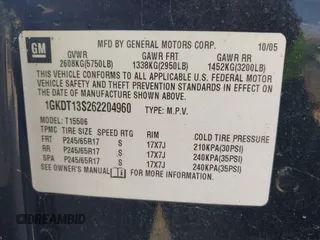 GM
MFD BY GENERAL MOTORS CORP. 10/05
GVWR GAWR FRT GAWR RR
2608KG(5750LB) 1338KG(2950LB) 1452KG(3200LB)
THIS VEHICLE CONFORMS TO ALL APPLICABLE U.S.
FEDERAL MOTOR VEHICLE SAFETY AND THEFT
PREVENTION STANDARDS IN EFFECT ON THE DATE OF
MANUFACTURE SHOWN ABOVE.
1GKDT13S262204960 TYPE: M.P.V.
MODEL: T15506
TPMC TIRE SIZE SPEED RTG RIM COLD TIRE PRESSURE
FRT P245/65R17 S 17X7J 210KPA(30PSI)
RR P245/65R17 S 17X7J 240KPA(35PSI)
SPA P245/65R17 S 17X7J 240KPA(35PSI)
SEE OWNER'S MANUAL FOR MORE INFORMATION.
AUTOBIDMASTER